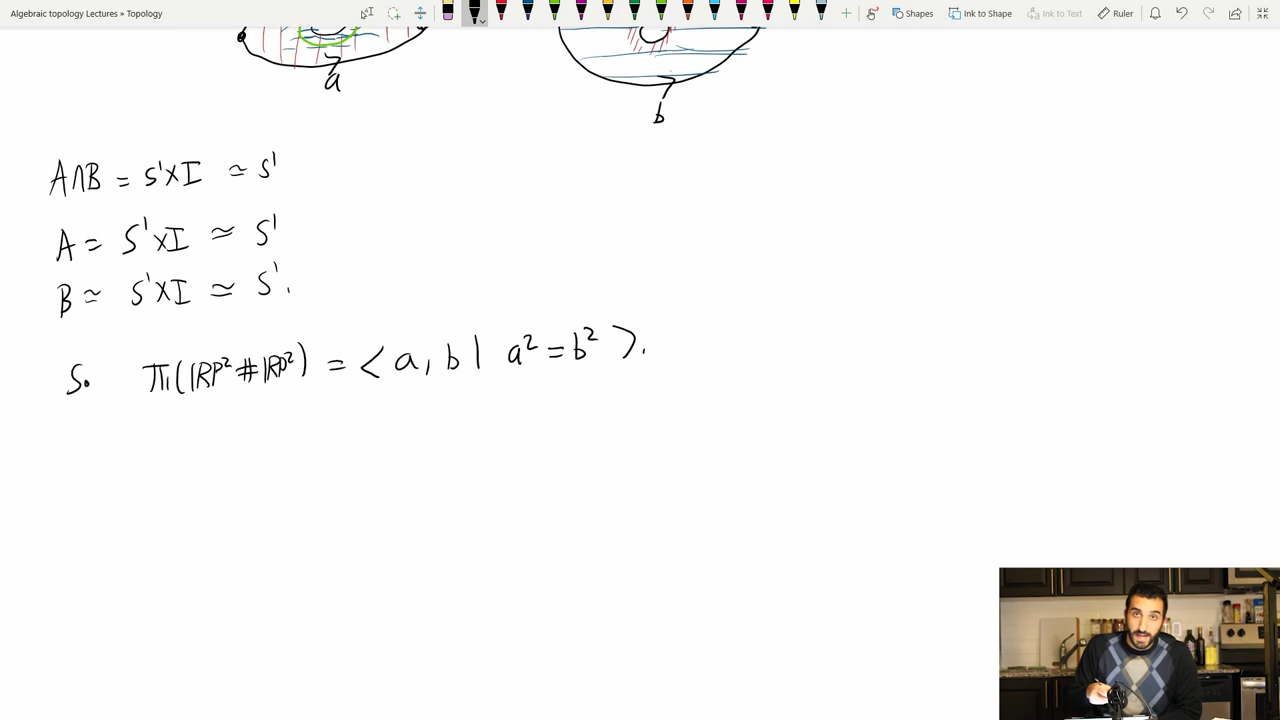 Algebraic topology Lectures » Topology
Shapes Ink to Shape Ink to Text Ruler
a
b
A∩B = S¹×I ≃ S¹
A = S¹×I ≃ S¹
B ≃ S¹×I ≃ S¹.
So π₁(ℝP² # ℝP²) = < a, b | a² = b² >.